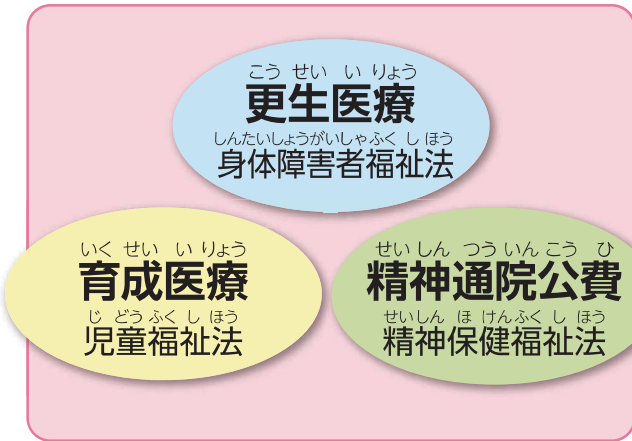 こうせいいりょう
更生医療
しんたいしょうがいしゃふくしほう
身体障害者福祉法
いくせいいりょう
育成医療
じどうふくしほう
児童福祉法
せいしんつういんこうひ
精神通院公費
せいしんほけんふくしほう
精神保健福祉法